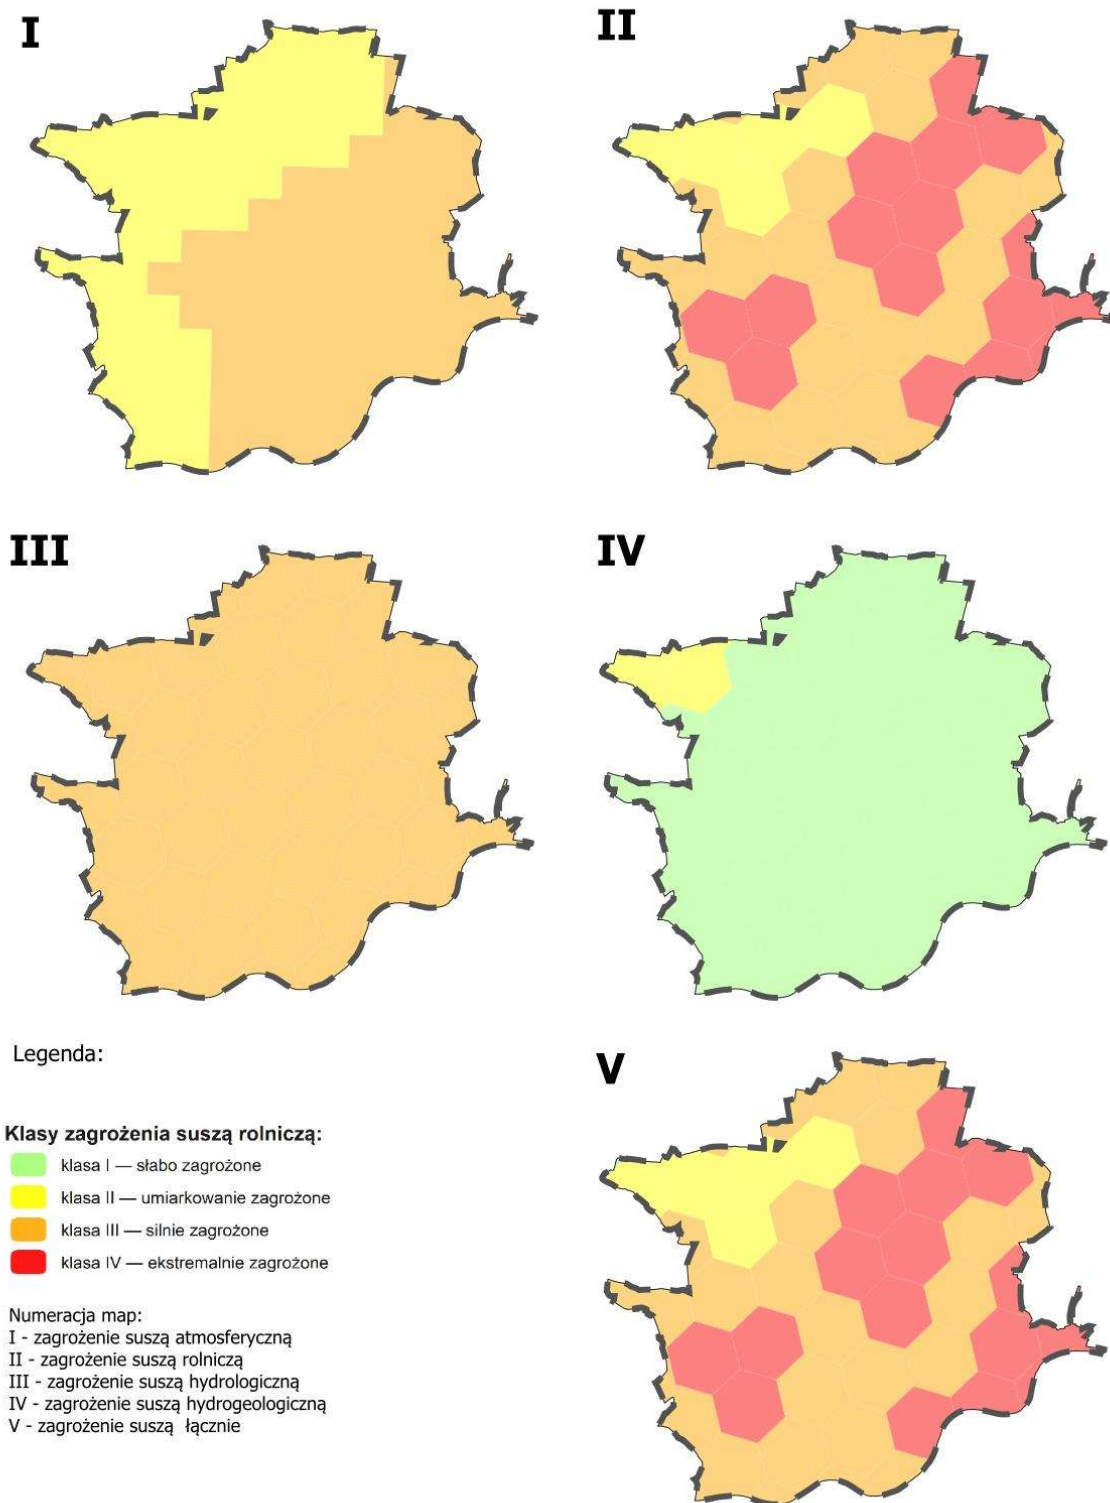 I
II
III
IV
Legenda:
V
Klasy zagrożenia suszą rolniczą:
klasa I — słabo zagrożone
klasa II — umiarkowanie zagrożone
klasa III — silnie zagrożone
klasa IV — ekstremalnie zagrożone
Numeracja map:
I - zagrożenie suszą atmosferyczną
II - zagrożenie suszą rolniczą
III - zagrożenie suszą hydrologiczną
IV - zagrożenie suszą hydrogeologiczną
V - zagrożenie suszą łącznie